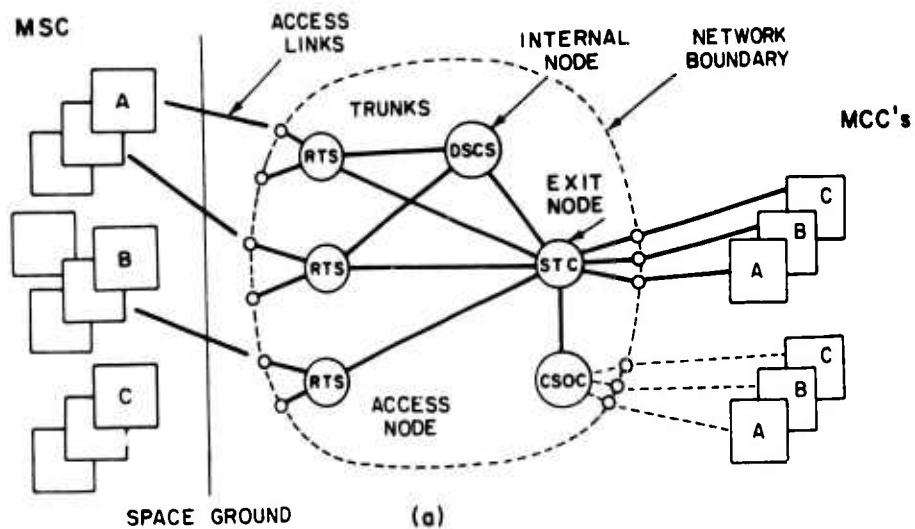 MSC
ACCESS
LINKS
INTERNAL
NODE
NETWORK
BOUNDARY
TRUNKS
MCC's
A
RTS
DSCS
EXIT
NODE
C
B
A
B
RTS
STC
RTS
CSOC
C
B
A
C
ACCESS
NODE
SPACE GROUND
(a)